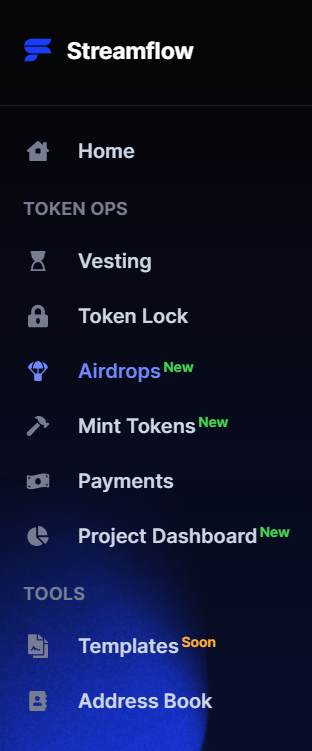 Streamflow
Home
TOKEN OPS
Vesting
Token Lock
Airdrops New
Mint Tokens New
Payments
Project Dashboard New
TOOLS
Templates Soon
Address Book